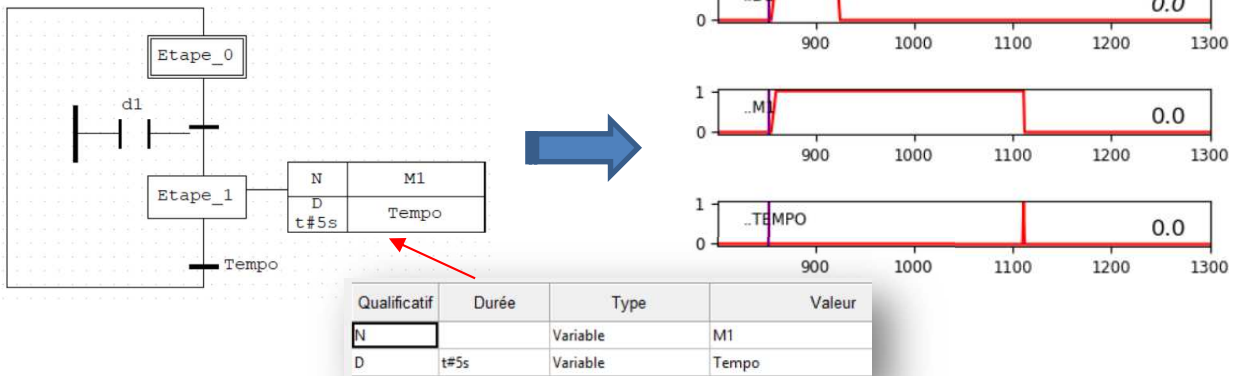 0
0.0
900 1000 1100 1200 1300
Etape_0
d1
1
..M1
0.0
0
900 1000 1100 1200 1300
Etape_1
N M1
D
t#5s Tempo
1
..TEMPO
0.0
0
900 1000 1100 1200 1300
Tempo
Qualificatif Durée Type Valeur
N Variable M1
D t#5s Variable Tempo